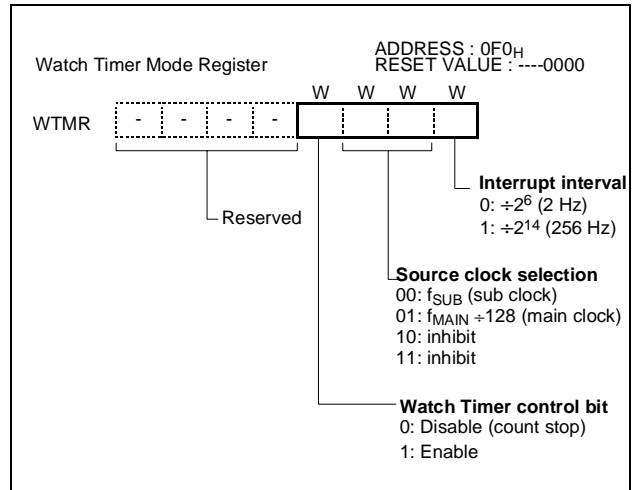 ADDRESS : 0F0H
Watch Timer Mode Register
RESET VALUE : ----0000
W W W W
WTMR - - - -
Interrupt interval
0: ÷2⁶ (2 Hz)
1: ÷2¹⁴ (256 Hz)
Reserved
Source clock selection
00: fSUB (sub clock)
01: fMAIN ÷128 (main clock)
10: inhibit
11: inhibit
Watch Timer control bit
0: Disable (count stop)
1: Enable